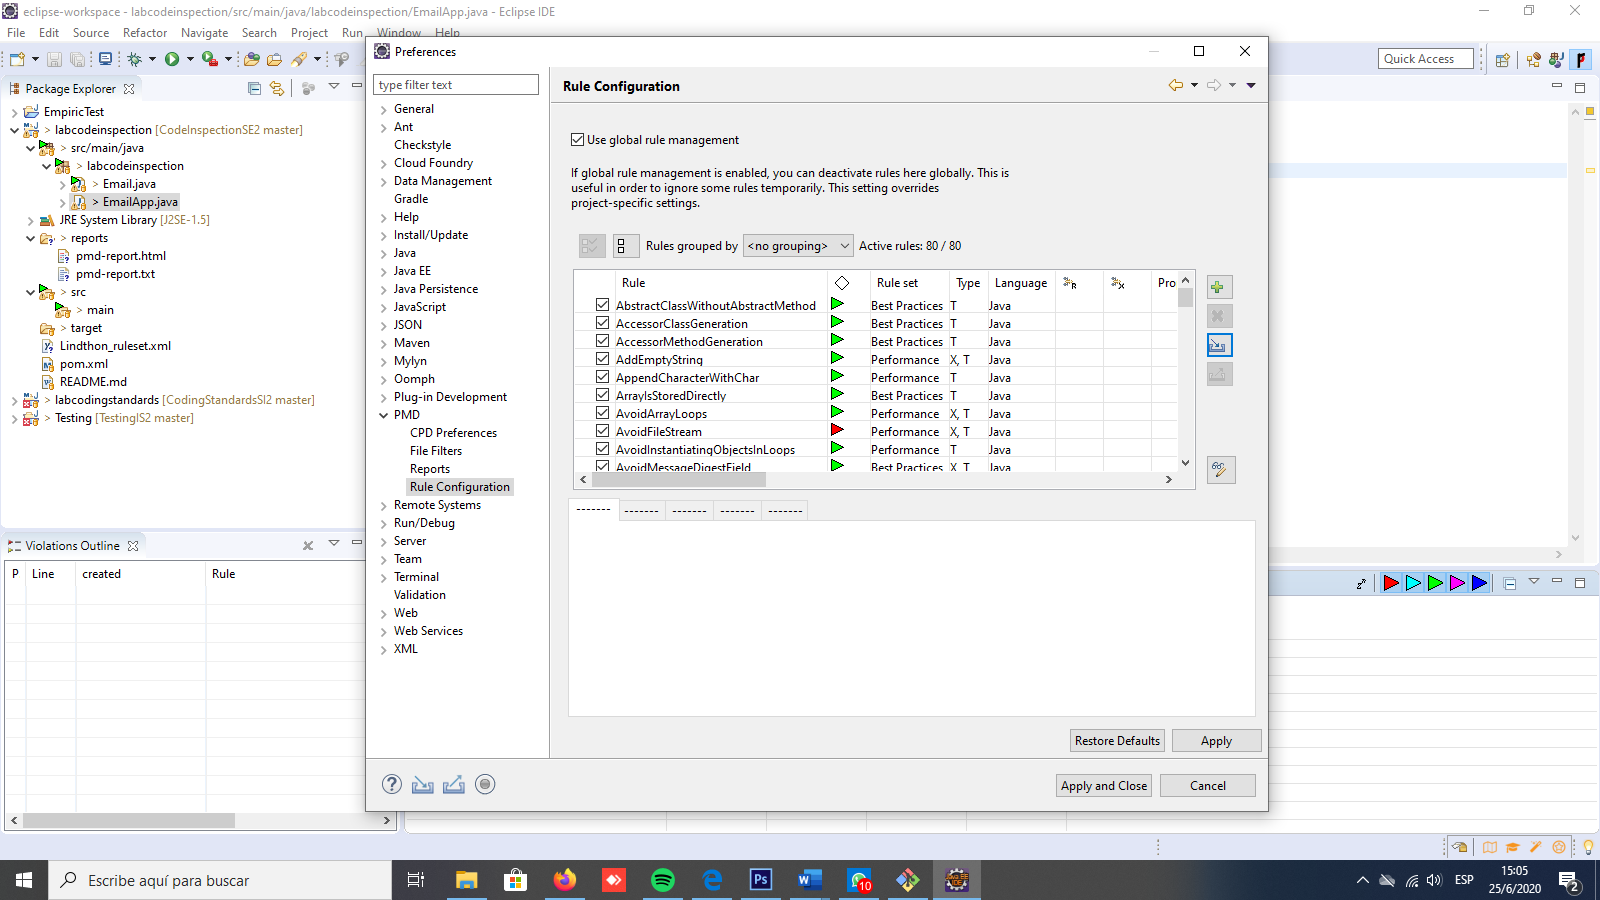 eclipse-workspace - labcodeinspection/src/main/java/labcodeinspection/EmailApp.java - Eclipse IDE
File Edit Source Refactor Navigate Search Project Run Window Help
Quick Access
Package Explorer
EmpiricTest
> labcodeinspection [CodeInspectionSE2 master]
> src/main/java
> labcodeinspection
> Email.java
> EmailApp.java
JRE System Library [J2SE-1.5]
> reports
pmd-report.html
pmd-report.txt
> src
> main
> target
Lindthon_ruleset.xml
pom.xml
README.md
> labcodingstandards [CodingStandardsSI2 master]
> Testing [TestingIS2 master]
Violations Outline
P Line created Rule
Preferences
type filter text
General
Ant
Checkstyle
Cloud Foundry
Data Management
Gradle
Help
Install/Update
Java
Java EE
Java Persistence
JavaScript
JSON
Maven
Mylyn
Oomph
Plug-in Development
PMD
CPD Preferences
File Filters
Reports
Rule Configuration
Remote Systems
Run/Debug
Server
Team
Terminal
Validation
Web
Web Services
XML
Rule Configuration
Use global rule management
If global rule management is enabled, you can deactivate rules here globally. This is
useful in order to ignore some rules temporarily. This setting overrides
project-specific settings.
Rules grouped by <no grouping> Active rules: 80 / 80
Rule Rule set Type Language Pro
AbstractClassWithoutAbstractMethod Best Practices T Java
AccessorClassGeneration Best Practices T Java
AccessorMethodGeneration Best Practices T Java
AddEmptyString Performance X, T Java
AppendCharacterWithChar Performance T Java
ArrayIsStoredDirectly Best Practices T Java
AvoidArrayLoops Performance X, T Java
AvoidFileStream Performance X, T Java
AvoidInstantiatingObjectsInLoops Performance T Java
AvoidMessageDigestField Best Practices X, T Java
------- ------- ------- ------- -------
Restore Defaults Apply
Apply and Close Cancel
Escribe aquí para buscar
10
ESP
15:05
25/6/2020
2